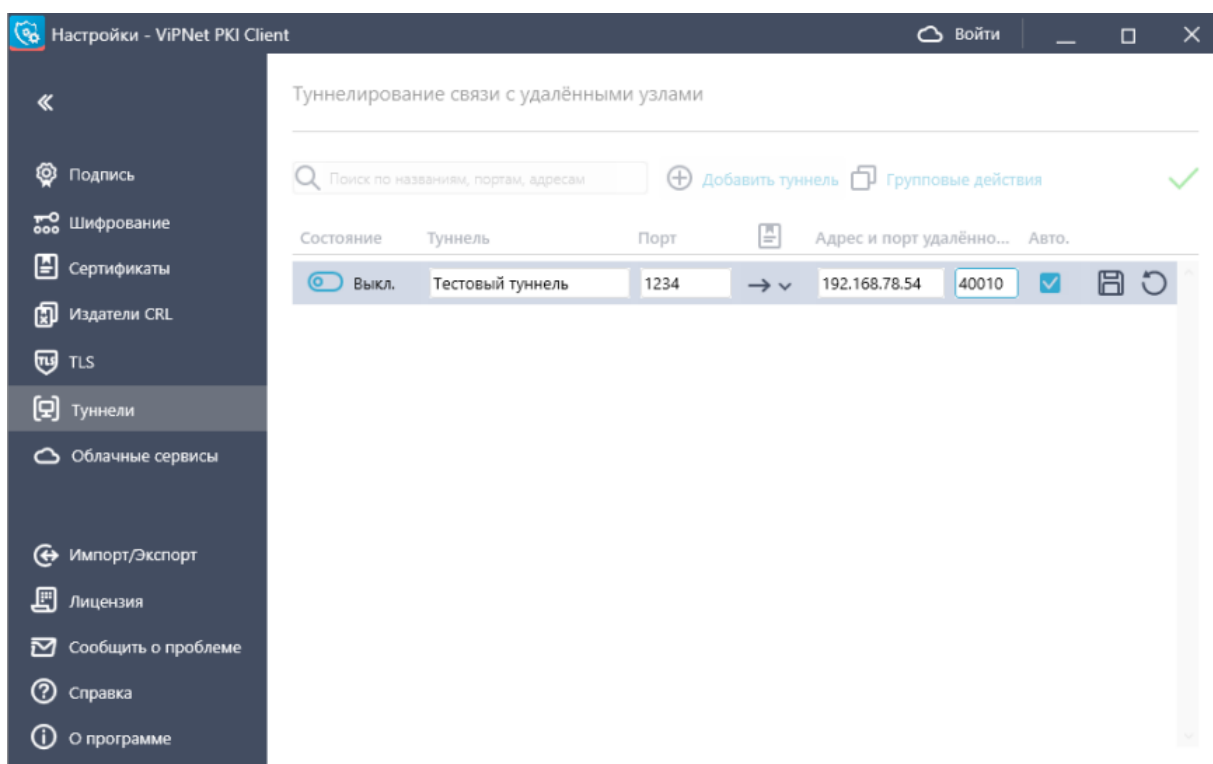 Настройки - ViPNet PKI Client
Войти
Туннелирование связи с удалёнными узлами
Подпись
Поиск по названиям, портам, адресам
Добавить туннель
Групповые действия
Шифрование
Состояние Туннель Порт Адрес и порт удалённо... Авто.
Сертификаты
Выкл. Тестовый туннель 1234 192.168.78.54 40010
Издатели CRL
TLS
TLS
Туннели
Облачные сервисы
Импорт/Экспорт
Лицензия
Сообщить о проблеме
Справка
О программе